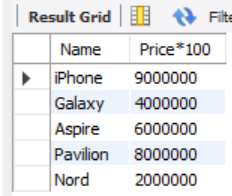 Result Grid Filte
Name Price*100
iPhone 9000000
Galaxy 4000000
Aspire 6000000
Pavilion 8000000
Nord 2000000